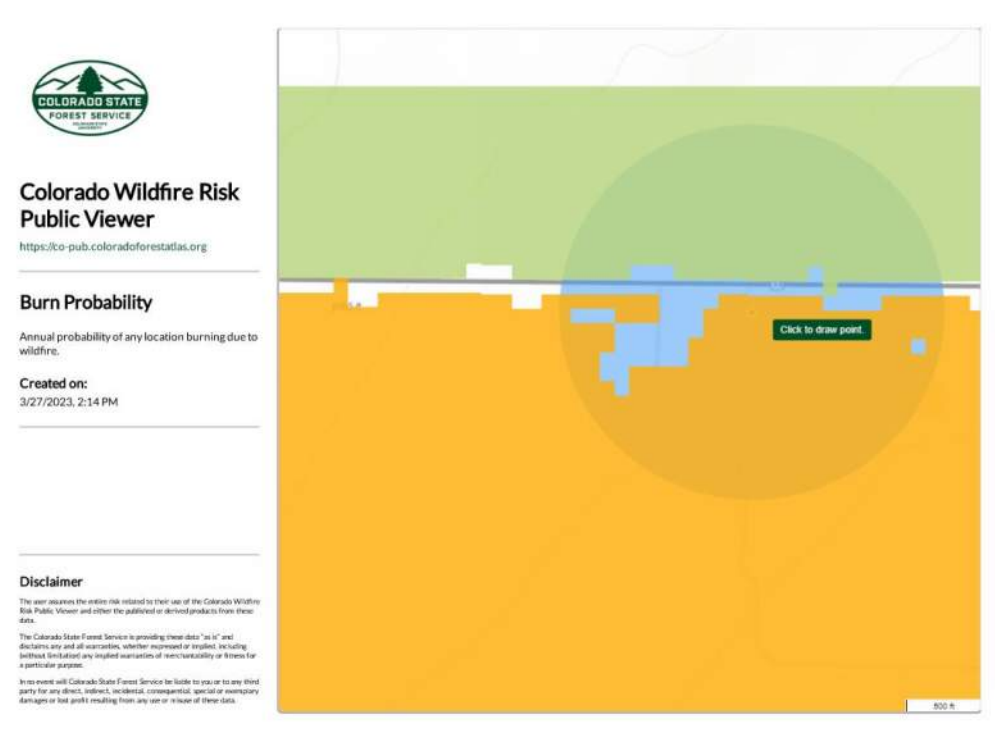 COLORADO STATE
FOREST SERVICE
Colorado Wildfire Risk
Public Viewer
https://co-pub.coloradoforestatlas.org
Burn Probability
Annual probability of any location burning due to
wildfire.
Created on:
3/27/2023, 2:14 PM
Click to draw point.
Disclaimer
The user assumes the entire risk related to their use of the Colorado Wildfire
Risk Public Viewer and either the published or derived products from these
data.
The Colorado State Forest Service is providing these data "as is" and
disclaims any and all warranties, whether expressed or implied, including
(without limitation) any implied warranties of merchantability or fitness for
a particular purpose.
In no event will Colorado State Forest Service be liable to you or to any third
party for any direct, indirect, incidental, consequential, special or exemplary
damages or lost profit resulting from any use or misuse of these data.